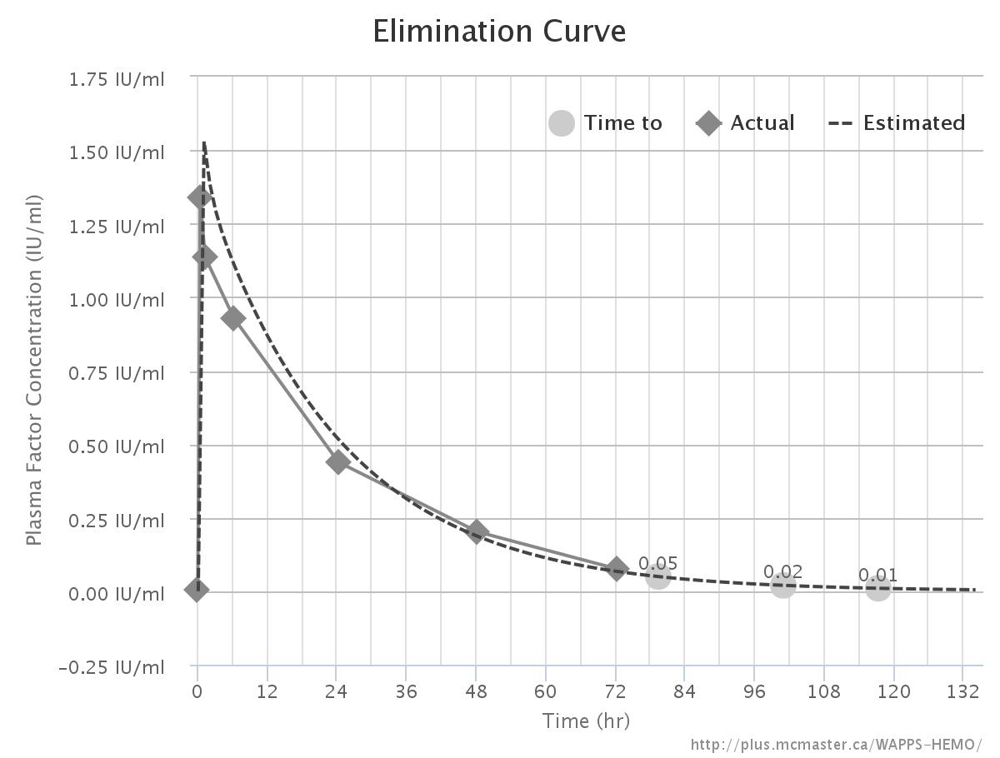 Elimination Curve
1.75 IU/ml
Time to
Actual
Estimated
1.50 IU/ml
1.25 IU/ml
1.00 IU/ml
0.75 IU/ml
0.50 IU/ml
0.25 IU/ml
0.00 IU/ml
-0.25 IU/ml
Plasma Factor Concentration (IU/ml)
0.05
0.02
0.01
0 12 24 36 48 60 72 84 96 108 120 132
Time (hr)
http://plus.mcmaster.ca/WAPPS-HEMO/